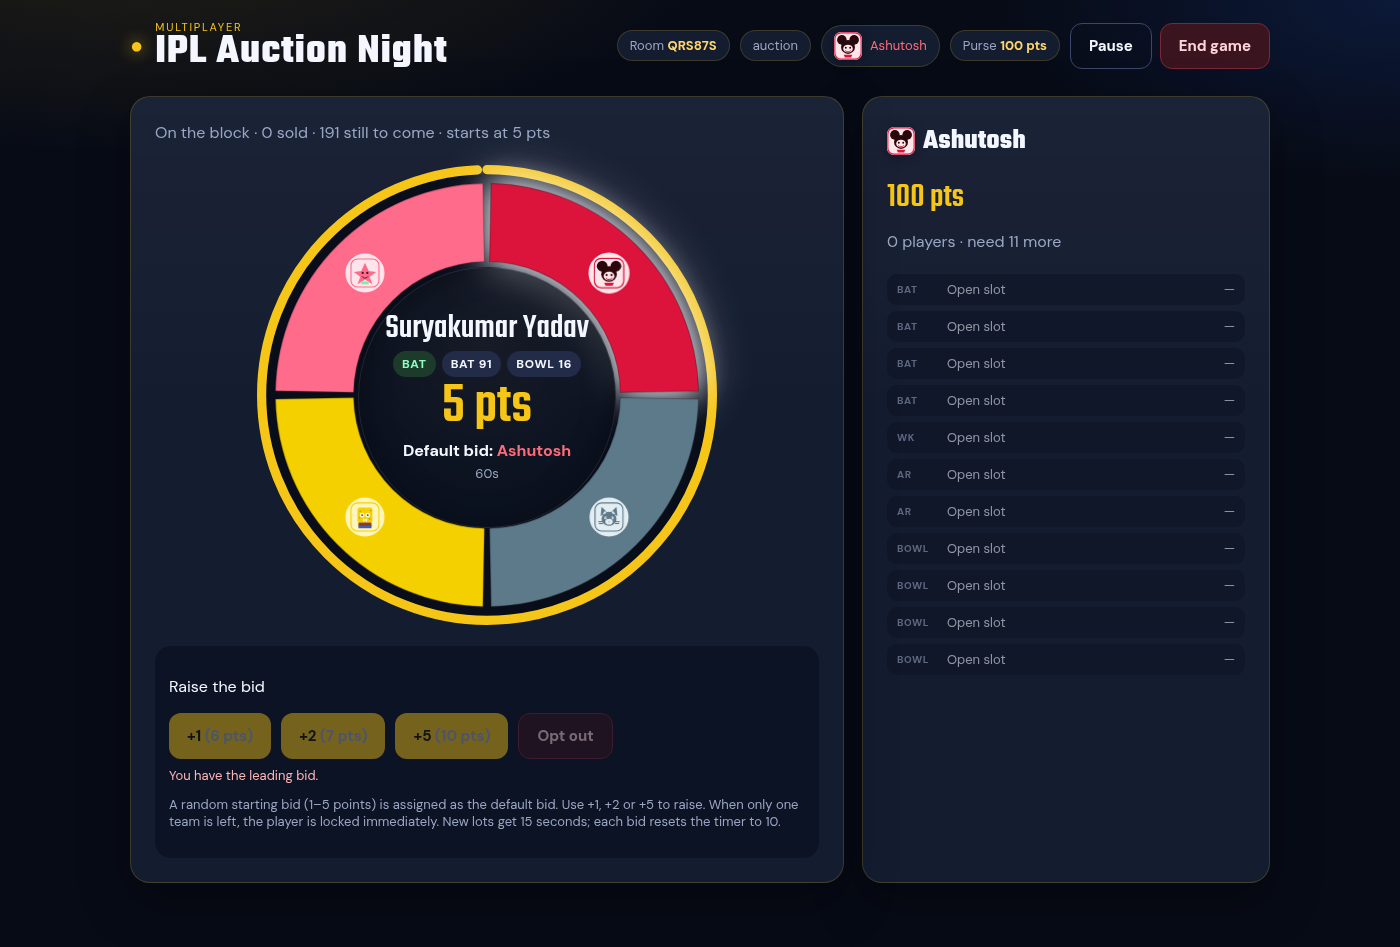 MULTIPLAYER
IPL Auction Night
Room QRS87S
auction
Ashutosh
Purse 100 pts
Pause
End game
On the block · 0 sold · 191 still to come · starts at 5 pts
Suryakumar Yadav
BAT BAT 91 BOWL 16
5 pts
Default bid: Ashutosh
60s
Raise the bid
+1 (6 pts) +2 (7 pts) +5 (10 pts) Opt out
You have the leading bid.
A random starting bid (1–5 points) is assigned as the default bid. Use +1, +2 or +5 to raise. When only one
team is left, the player is locked immediately. New lots get 15 seconds; each bid resets the timer to 10.
Ashutosh
100 pts
0 players · need 11 more
BAT Open slot —
BAT Open slot —
BAT Open slot —
BAT Open slot —
WK Open slot —
AR Open slot —
AR Open slot —
BOWL Open slot —
BOWL Open slot —
BOWL Open slot —
BOWL Open slot —